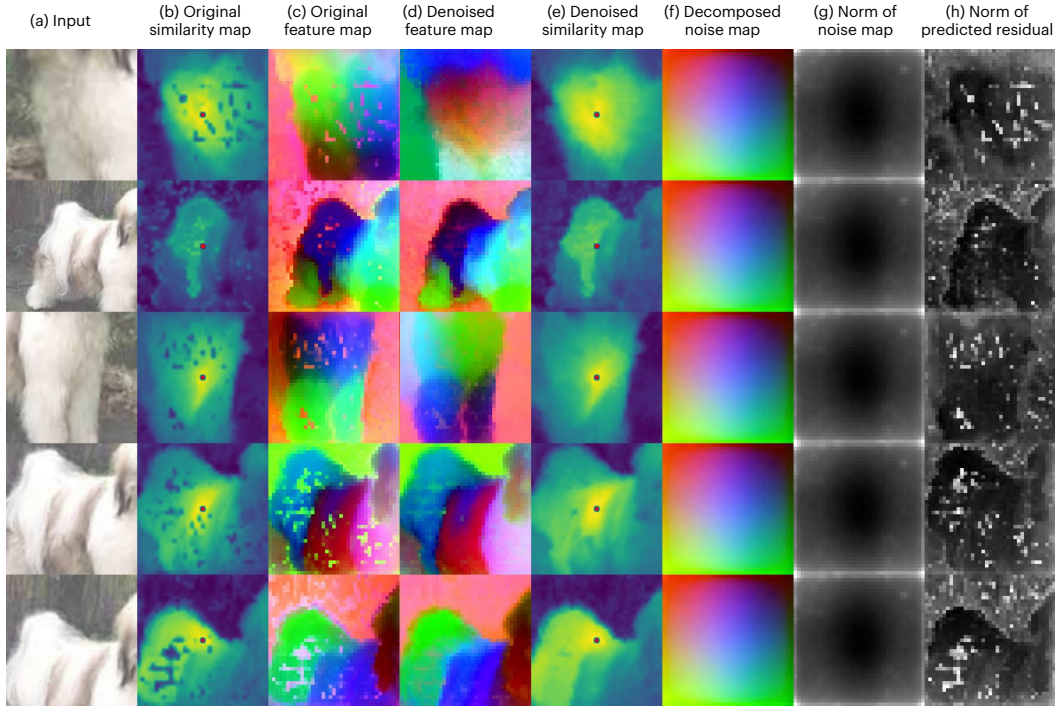 (a) Input
(b) Original
similarity map
(c) Original
feature map
(d) Denoised
feature map
(e) Denoised
similarity map
(f) Decomposed
noise map
(g) Norm of
noise map
(h) Norm of
predicted residual